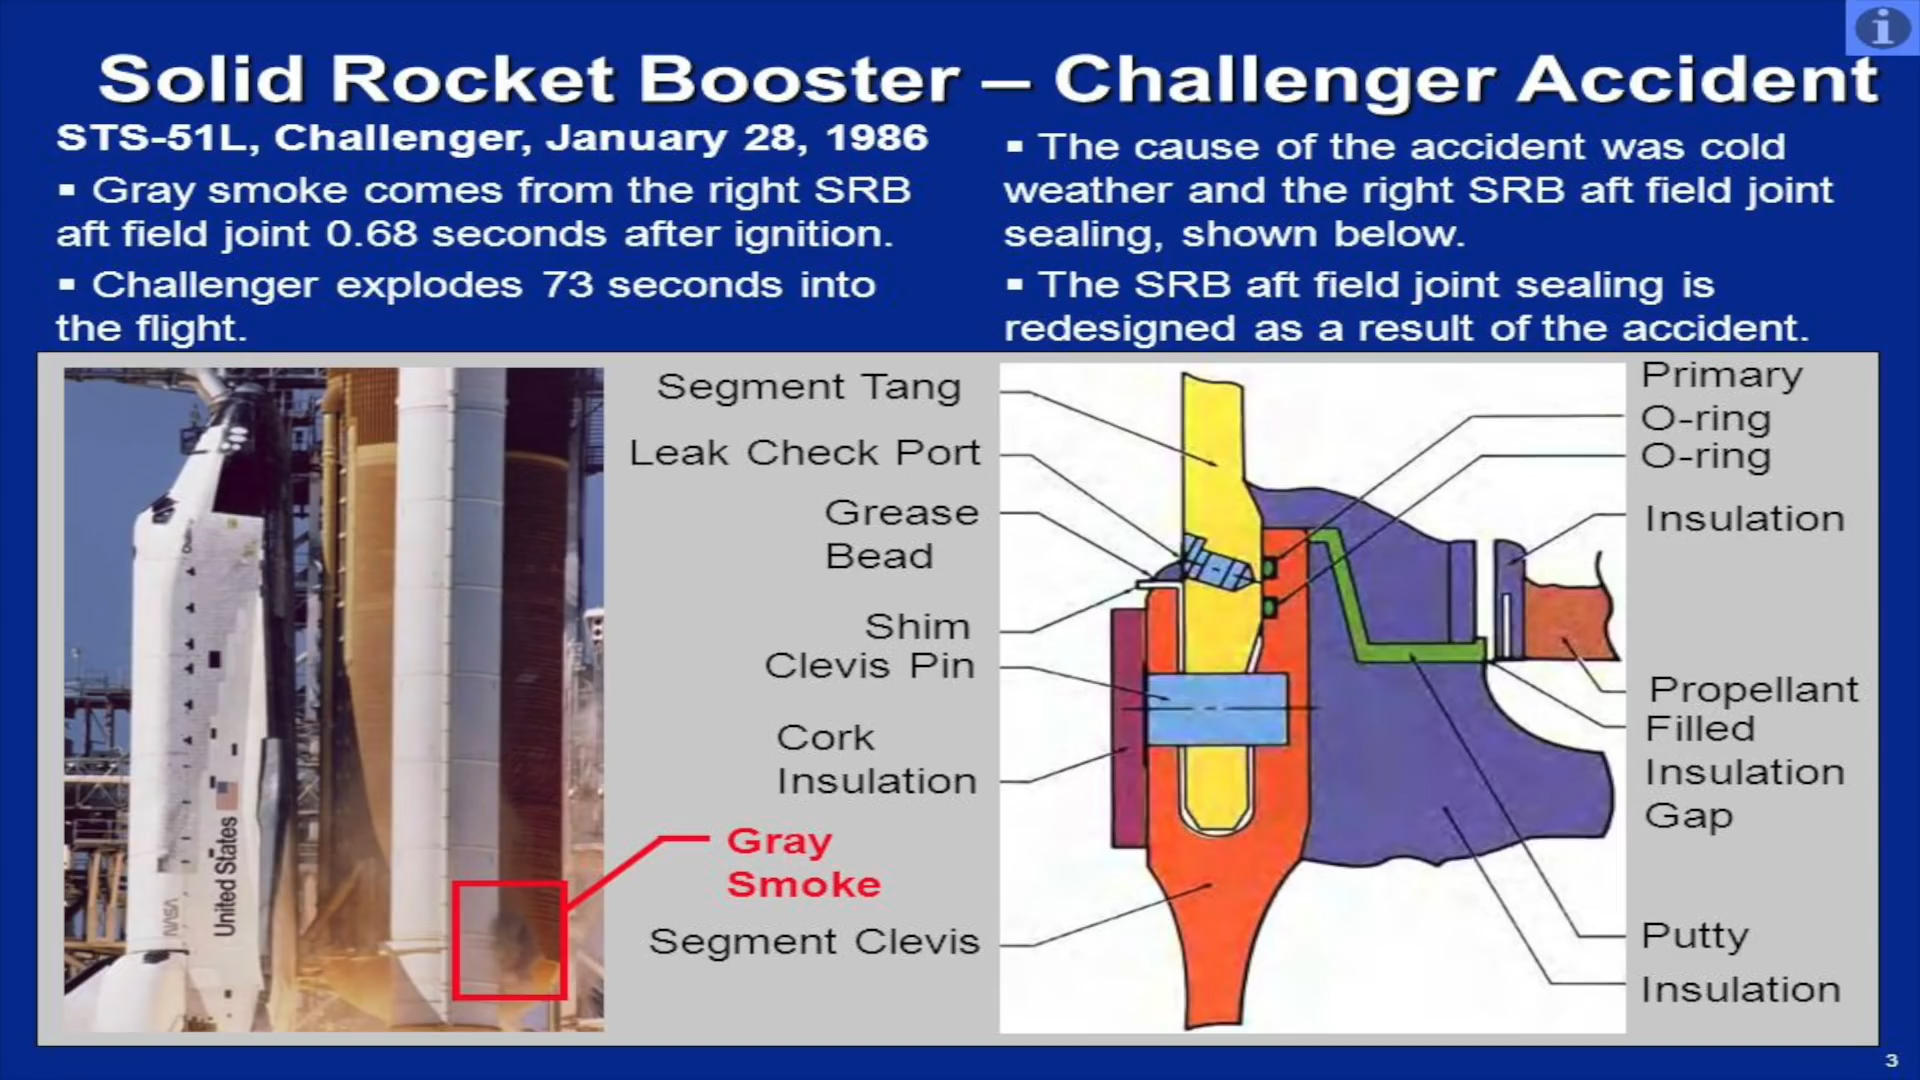 Solid Rocket Booster – Challenger Accident
STS-51L, Challenger, January 28, 1986
▪ Gray smoke comes from the right SRB
aft field joint 0.68 seconds after ignition.
▪ Challenger explodes 73 seconds into
the flight.
▪ The cause of the accident was cold
weather and the right SRB aft field joint
sealing, shown below.
▪ The SRB aft field joint sealing is
redesigned as a result of the accident.
United States
NASA
Segment Tang
Leak Check Port
Grease
Bead
Shim
Clevis Pin
Cork
Insulation
Gray
Smoke
Segment Clevis
Primary
O-ring
O-ring
Insulation
Propellant
Filled
Insulation
Gap
Putty
Insulation
i
3